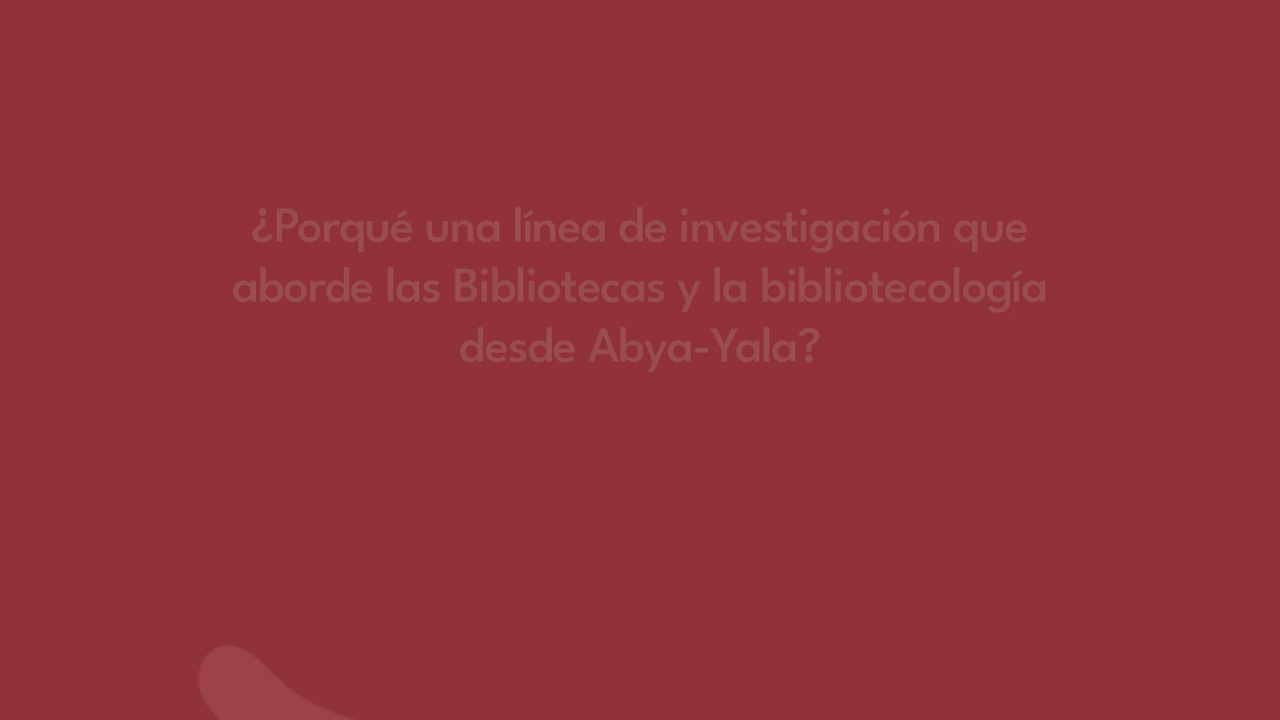 ¿Porqué una línea de investigación que
aborde las Bibliotecas y la bibliotecología
desde Abya-Yala?